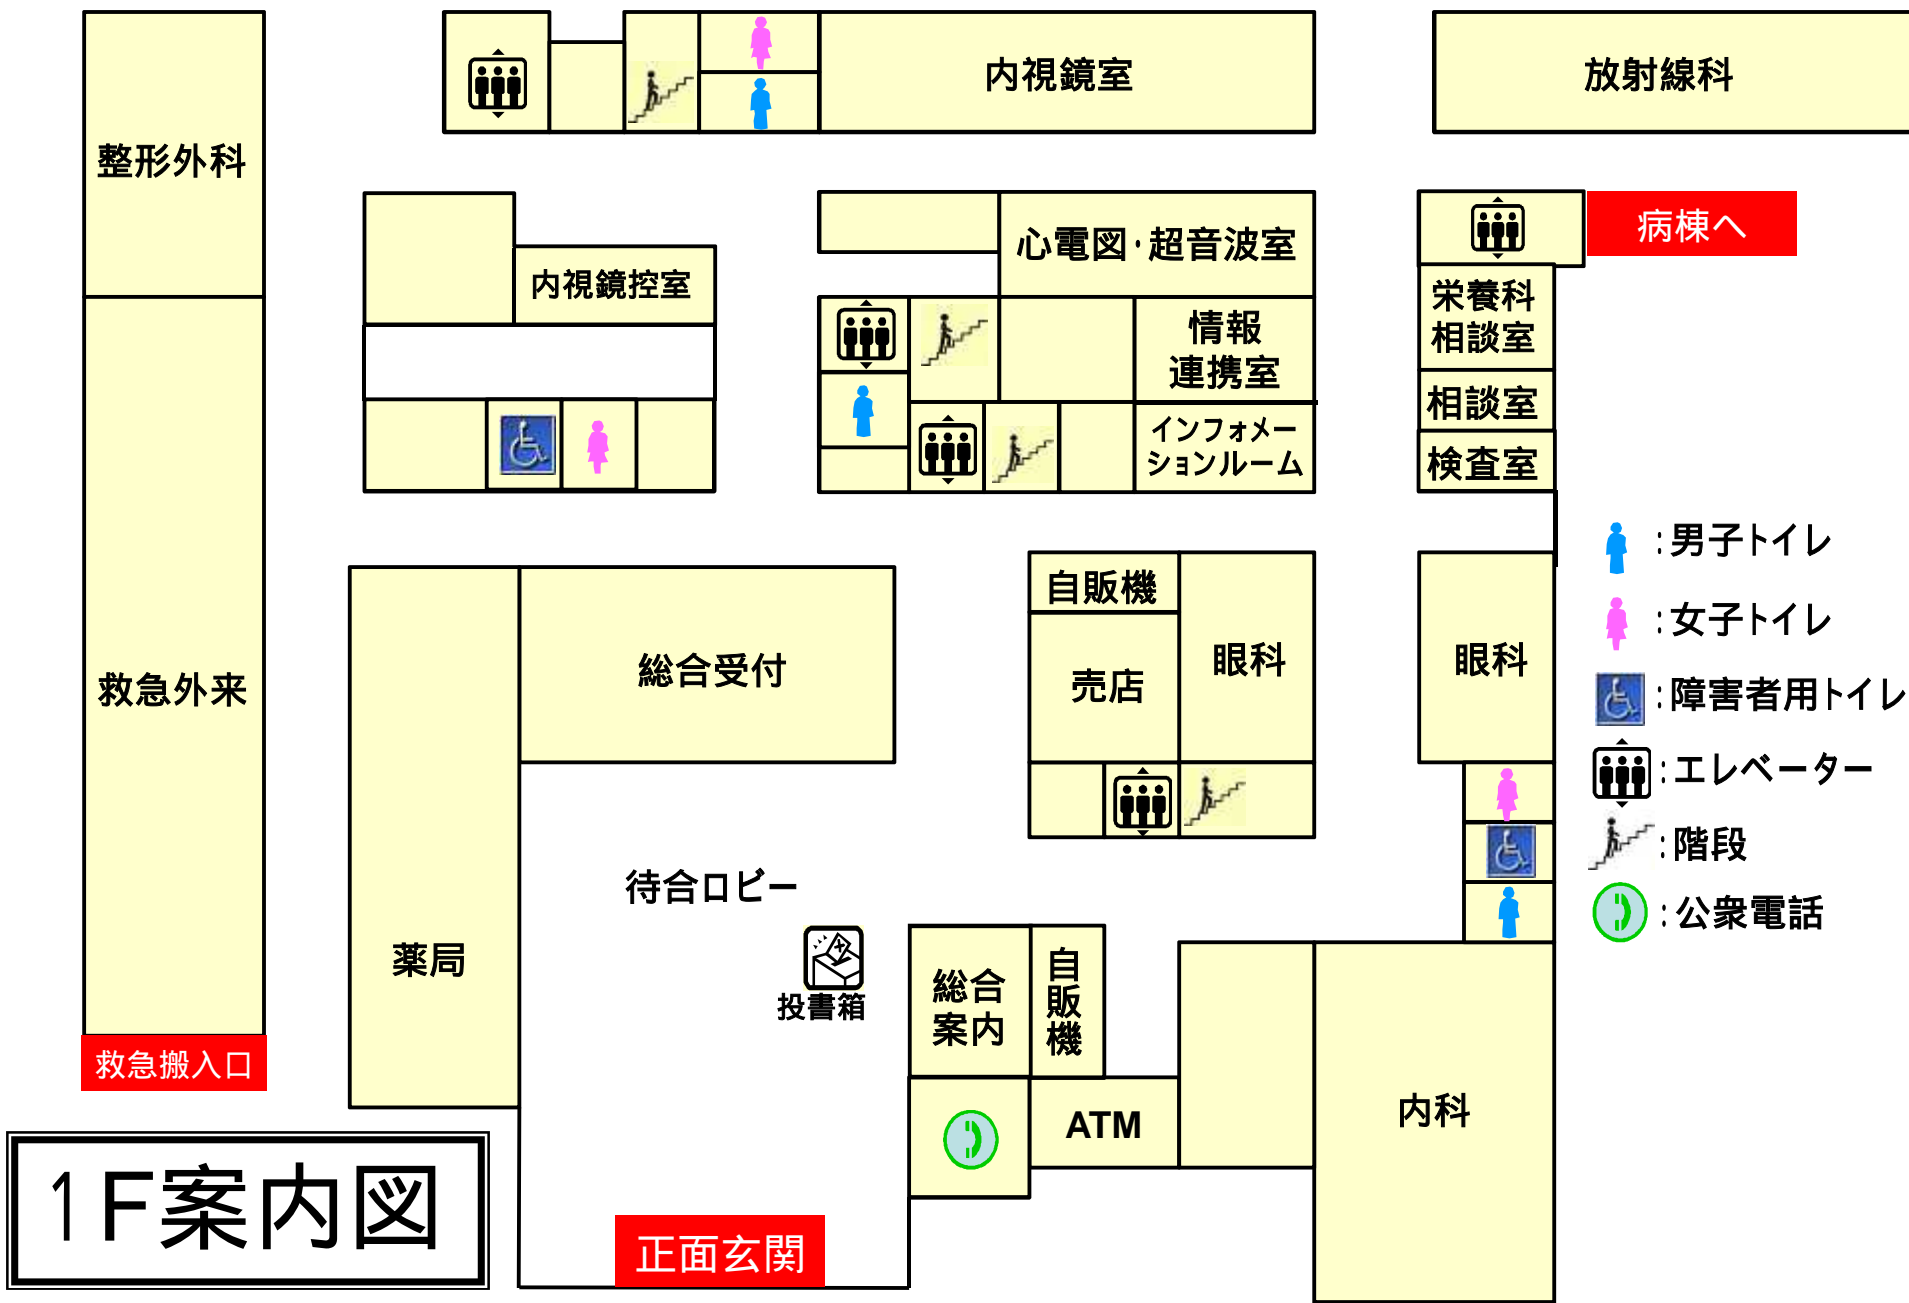 内視鏡室
放射線科
整形外科
心電図・超音波室
病棟へ
内視鏡控室
栄養科
相談室
情報
連携室
相談室
インフォメー
ションルーム
検査室
:男子トイレ
自販機
:女子トイレ
総合受付
売店
眼科
眼科
救急外来
:障害者用トイレ
:エレベーター
:階段
待合ロビー
:公衆電話
薬局
総合
案内
自
販
機
投書箱
救急搬入口
ATM
内科
1F案内図
正面玄関